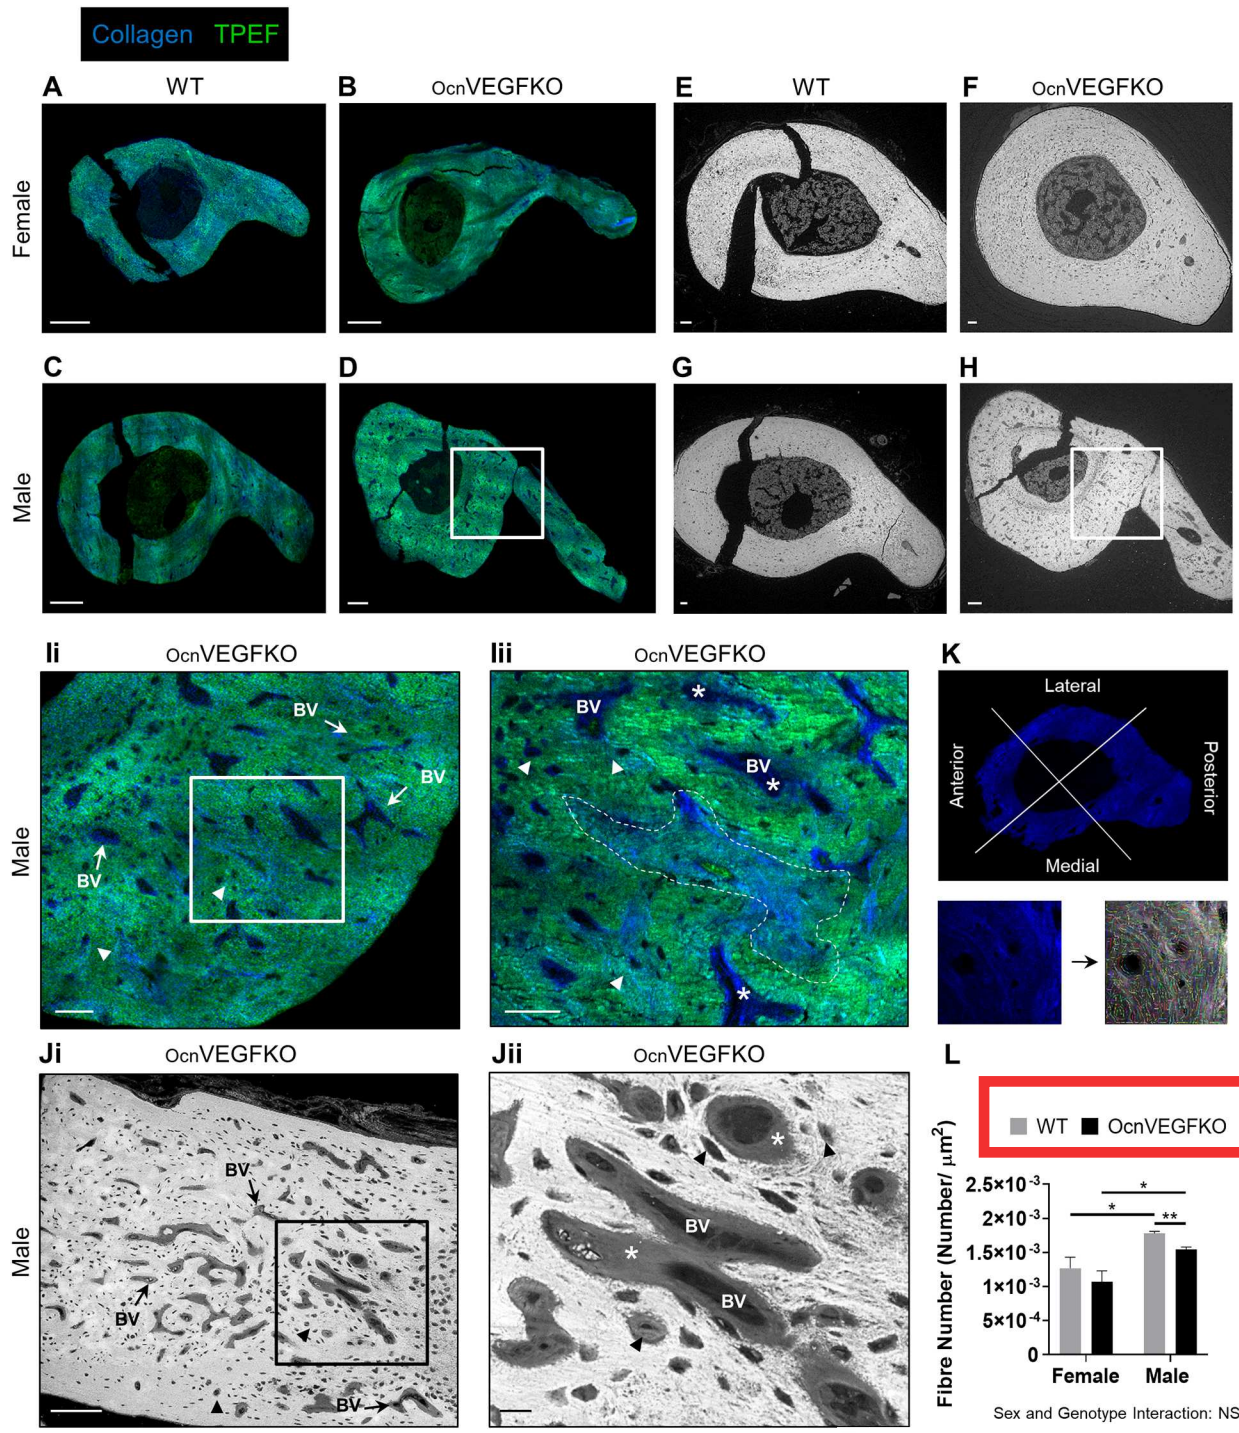 Collagen TPEF
A WT B OcnVEGFKO E WT F OcnVEGFKO
Female
C D G H
Male
Ii OcnVEGFKO Iii OcnVEGFKO K
BV
BV
BV
BV
BV
*
*
*
Male
Lateral
Anterior
Posterior
Medial
Ji OcnVEGFKO Jii OcnVEGFKO L
BV
BV
BV
BV
BV
*
*
Male
WT OcnVEGFKO
Fibre Number (Number/ μm²)
2.5×10⁻³
2×10⁻³
1.5×10⁻³
1×10⁻³
5×10⁻⁴
0
*
*
**
Female Male
Sex and Genotype Interaction: NS